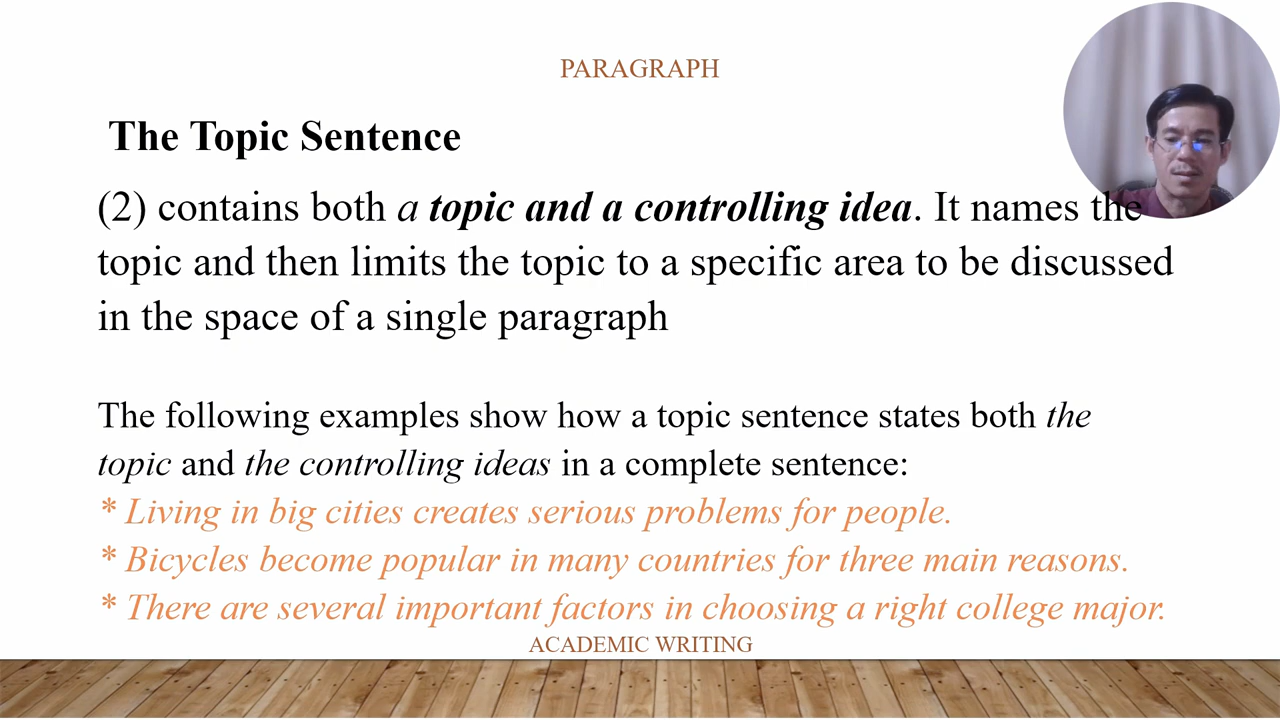 PARAGRAPH
The Topic Sentence
(2) contains both a topic and a controlling idea. It names the
topic and then limits the topic to a specific area to be discussed
in the space of a single paragraph
The following examples show how a topic sentence states both the
topic and the controlling ideas in a complete sentence:
* Living in big cities creates serious problems for people.
* Bicycles become popular in many countries for three main reasons.
* There are several important factors in choosing a right college major.
ACADEMIC WRITING